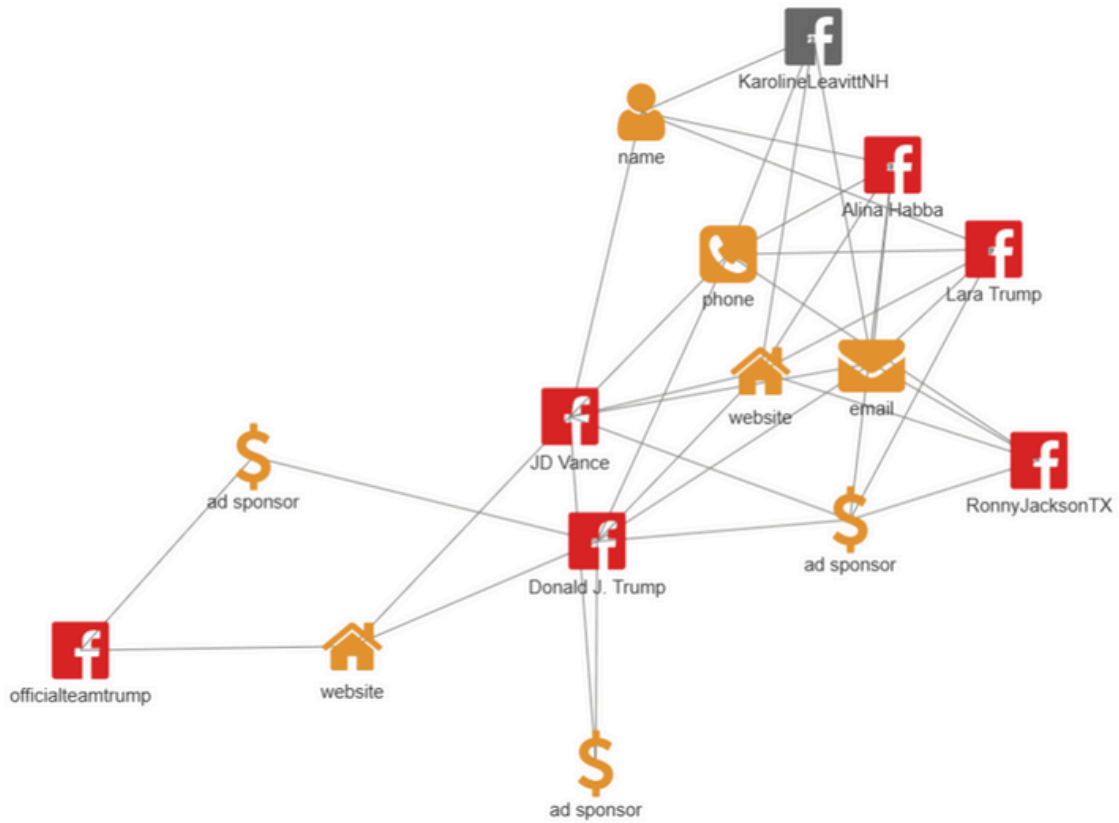 KarolineLeavittNH
name
Alina Habba
phone
Lara Trump
website
email
JD Vance
ad sponsor
RonnyJacksonTX
ad sponsor
Donald J. Trump
officialteamtrump
website
ad sponsor